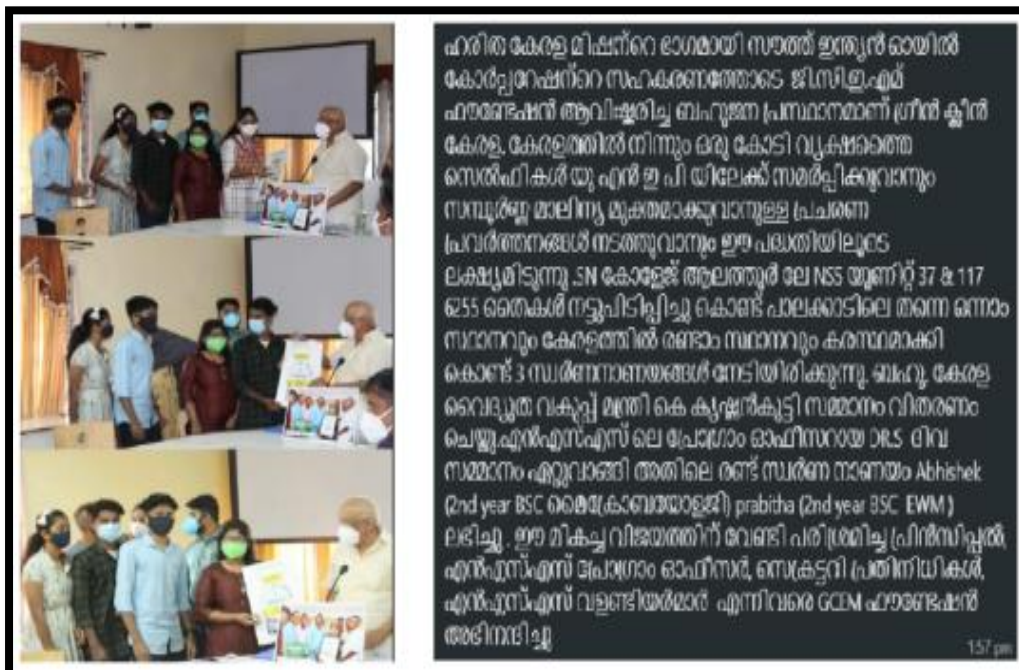 ഹരിത കേരള മിഷന്റെ ഭാഗമായി സൗത്ത് ഇന്ത്യൻ ഓയിൽ
കോർപ്പറേഷന്റെ സഹകരണത്തോടെ ജി.സി.ഇ.എമ്
ഫൗണ്ടേഷൻ ആവിഷ്കരിച്ച ബഹുജന പ്രസ്ഥാനമാണ് ഗ്രീൻ ക്ലീൻ
കേരള. കേരളത്തിൽ നിന്നും ഒരു കോടി വൃക്ഷത്തൈ
സെൽഫികൾ യു എൻ ഇ പി യിലേക്ക് സമർപ്പിക്കുവാനും
സമ്പൂർണ്ണ മാലിന്യ മുക്തമാക്കുവാനുള്ള പ്രചരണ
പ്രവർത്തനങ്ങൾ നടത്തുവാനും ഈ പദ്ധതിയിലൂടെ
ലക്ഷ്യമിടുന്നു .SN കോളേജ് ആലത്തൂർ ലേ NSS യൂണിറ്റ് 37 & 117
6255 തൈകൾ നട്ടുപിടിപ്പിച്ചു കൊണ്ട് പാലക്കാടിലെ തന്നെ ഒന്നാം
സ്ഥാനവും കേരളത്തിൽ രണ്ടാം സ്ഥാനവും കരസ്ഥമാക്കി
കൊണ്ട് 3 സ്വർണനാണയങ്ങൾ നേടിയിരിക്കുന്നു. ബഹു. കേരള
വൈദ്യുത വകുപ്പ് മന്ത്രി കെ കൃഷ്ണൻകുട്ടി സമ്മാനം വിതരണം
ചെയ്തു.എൻഎസ്എസ് ലെ പ്രോഗ്രാം ഓഫീസറായ DR.S ദിവ
സമ്മാനം ഏറ്റുവാങ്ങി അതിലെ രണ്ട് സ്വർണ നാണയം Abhishek
(2nd year BSC മൈക്രോബയോളജി) prabitha (2nd year BSC EWM )
ലഭിച്ചു . ഈ മികച്ച വിജയത്തിന് വേണ്ടി പരിശ്രമിച്ച പ്രിൻസിപ്പൽ,
എൻഎസ്എസ് പ്രോഗ്രാം ഓഫീസർ, സെക്രട്ടറി പ്രതിനിധികൾ,
എൻഎസ്എസ് വളണ്ടിയർമാർ എന്നിവരെ GCEM ഫൗണ്ടേഷൻ
അഭിനന്ദിച്ചു
1:57 pm